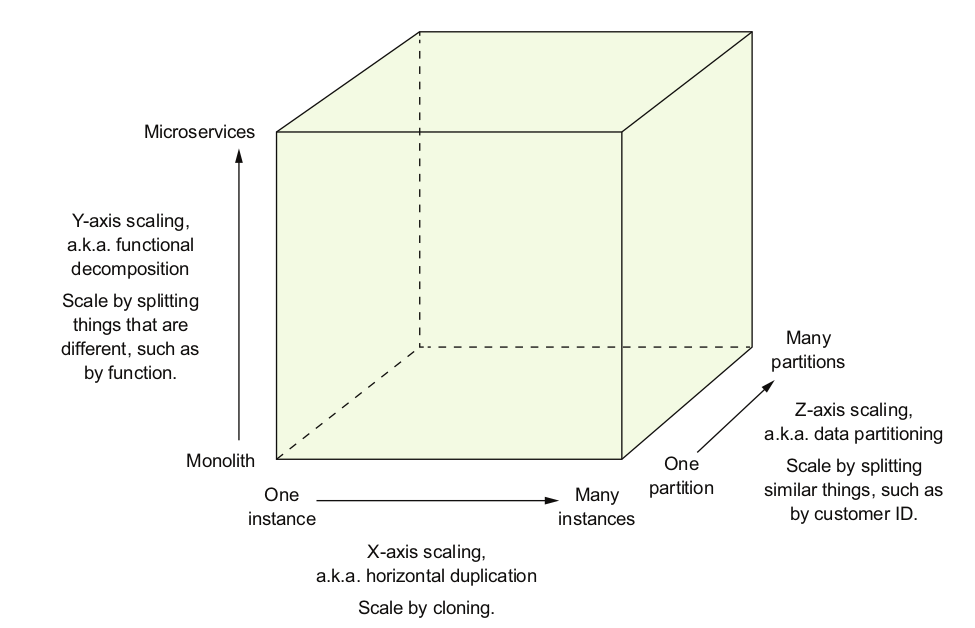 Microservices
Y-axis scaling,
a.k.a. functional
decomposition
Scale by splitting
things that are
different, such as
by function.
Monolith
One
instance
Many
instances
X-axis scaling,
a.k.a. horizontal duplication
Scale by cloning.
One
partition
Many
partitions
Z-axis scaling,
a.k.a. data partitioning
Scale by splitting
similar things, such as
by customer ID.